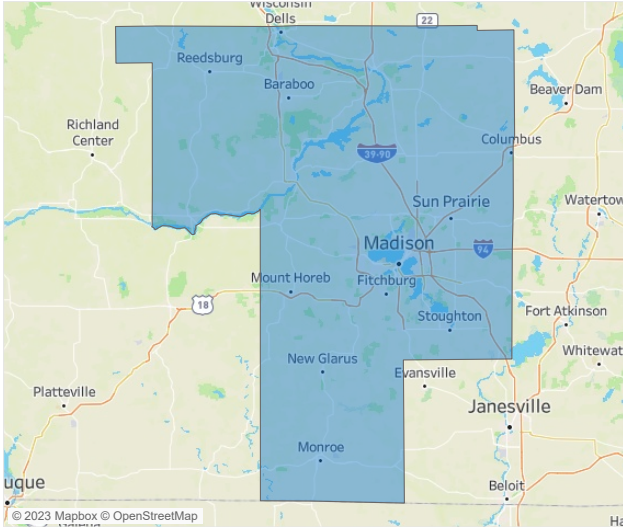 Wisconsin
Dells
22
Reedsburg
Baraboo
Beaver Dam
Richland
Center
Columbus
39-90
Sun Prairie
Watertow
Madison
94
Mount Horeb
Fitchburg
18
Fort Atkinson
Stoughton
New Glarus
Whitewat
Evansville
Platteville
Janesville
Monroe
uque
Beloit
© 2023 Mapbox © OpenStreetMap
Ha